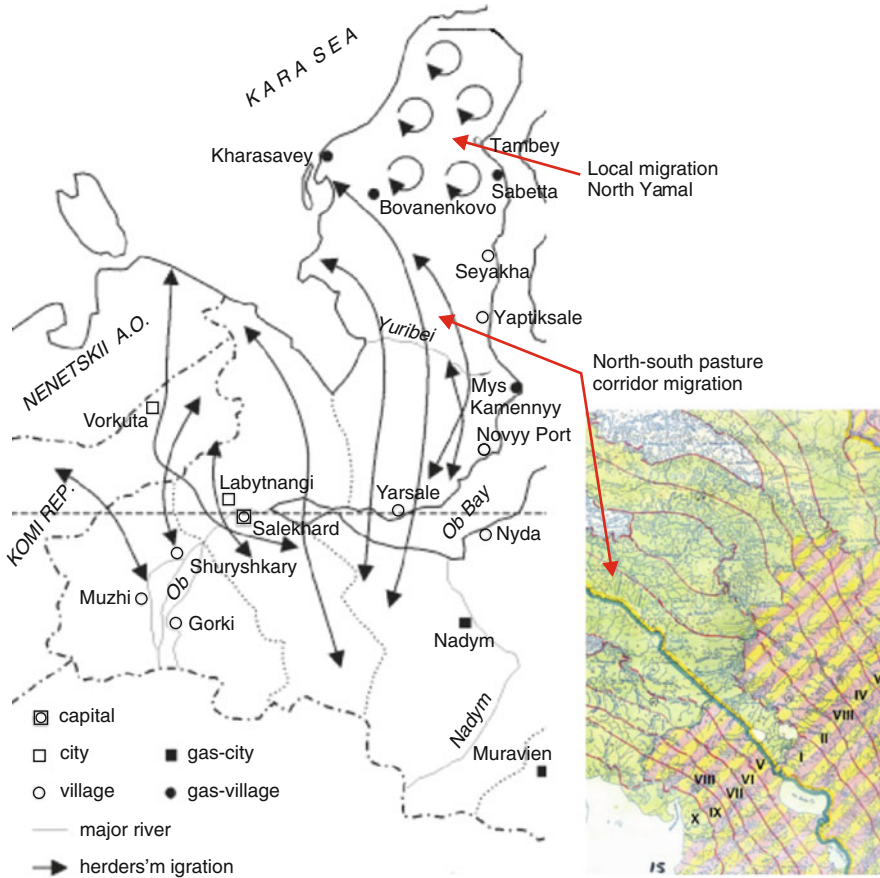 KARA SEA
Kharasavey
Tambey
Sabetta
Bovanenkovo
Local migration
North Yamal
Seyakha
Yaptiksale
Yuribei
NENETSKII A.O.
Vorkuta
Mys
Kamennyy
Novyy Port
North-south pasture
corridor migration
KOMI REP.
Labytnangi
Salekhard
Yarsale
Ob Bay
Nyda
Shuryshkary
Ob
Muzhi
Gorki
Nadym
Nadym
Muravien
capital
city
gas-city
village
gas-village
major river
herders'm igration
V
IV
VIII
II
I
V
VI
VIII
VII
IX
X
15